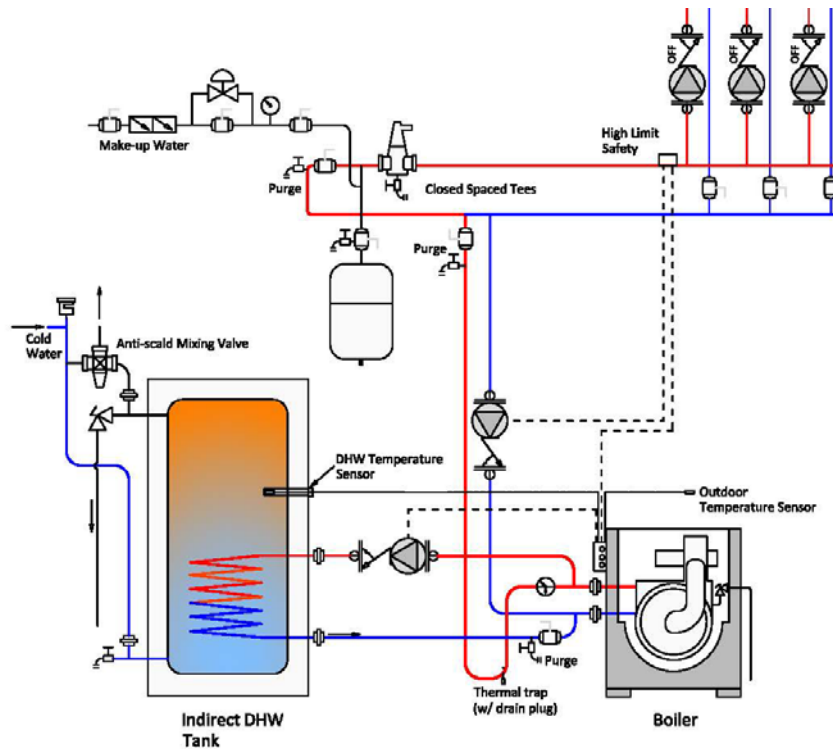 OFF
OFF
OFF
Make-up Water
High Limit
Safety
Purge
Closed Spaced Tees
Purge
Cold
Water
Anti-scald Mixing Valve
DHW Temperature
Sensor
Outdoor
Temperature Sensor
Purge
Thermal trap
(w/ drain plug)
Indirect DHW
Tank
Boiler